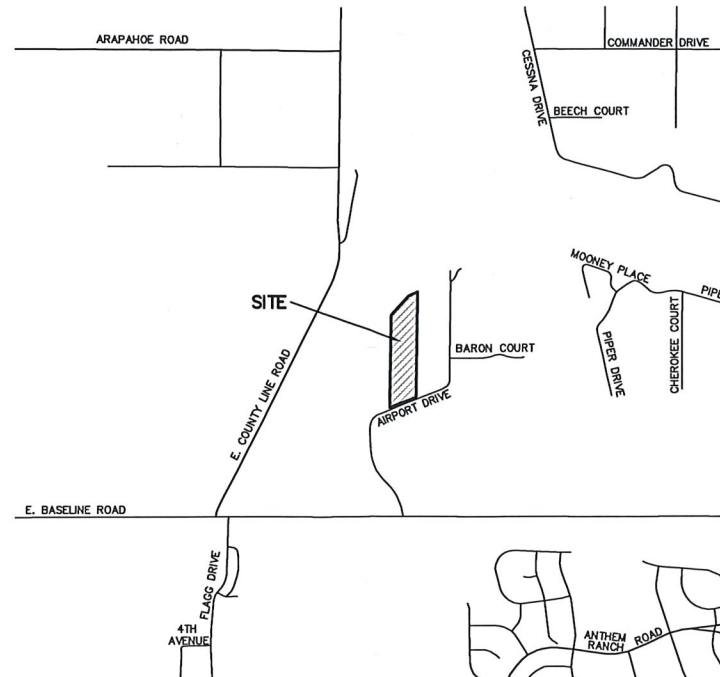 ARAPAHOE ROAD
COMMANDER DRIVE
CESSNA DRIVE
BEECH COURT
MOONEY PLACE
PIPE
SITE
BARON COURT
CHEROKEE COURT
PIPER DRIVE
E. COUNTY LINE ROAD
AIRPORT DRIVE
E. BASELINE ROAD
FLAGG DRIVE
4TH
AVENUE
ANTHEM
RANCH ROAD